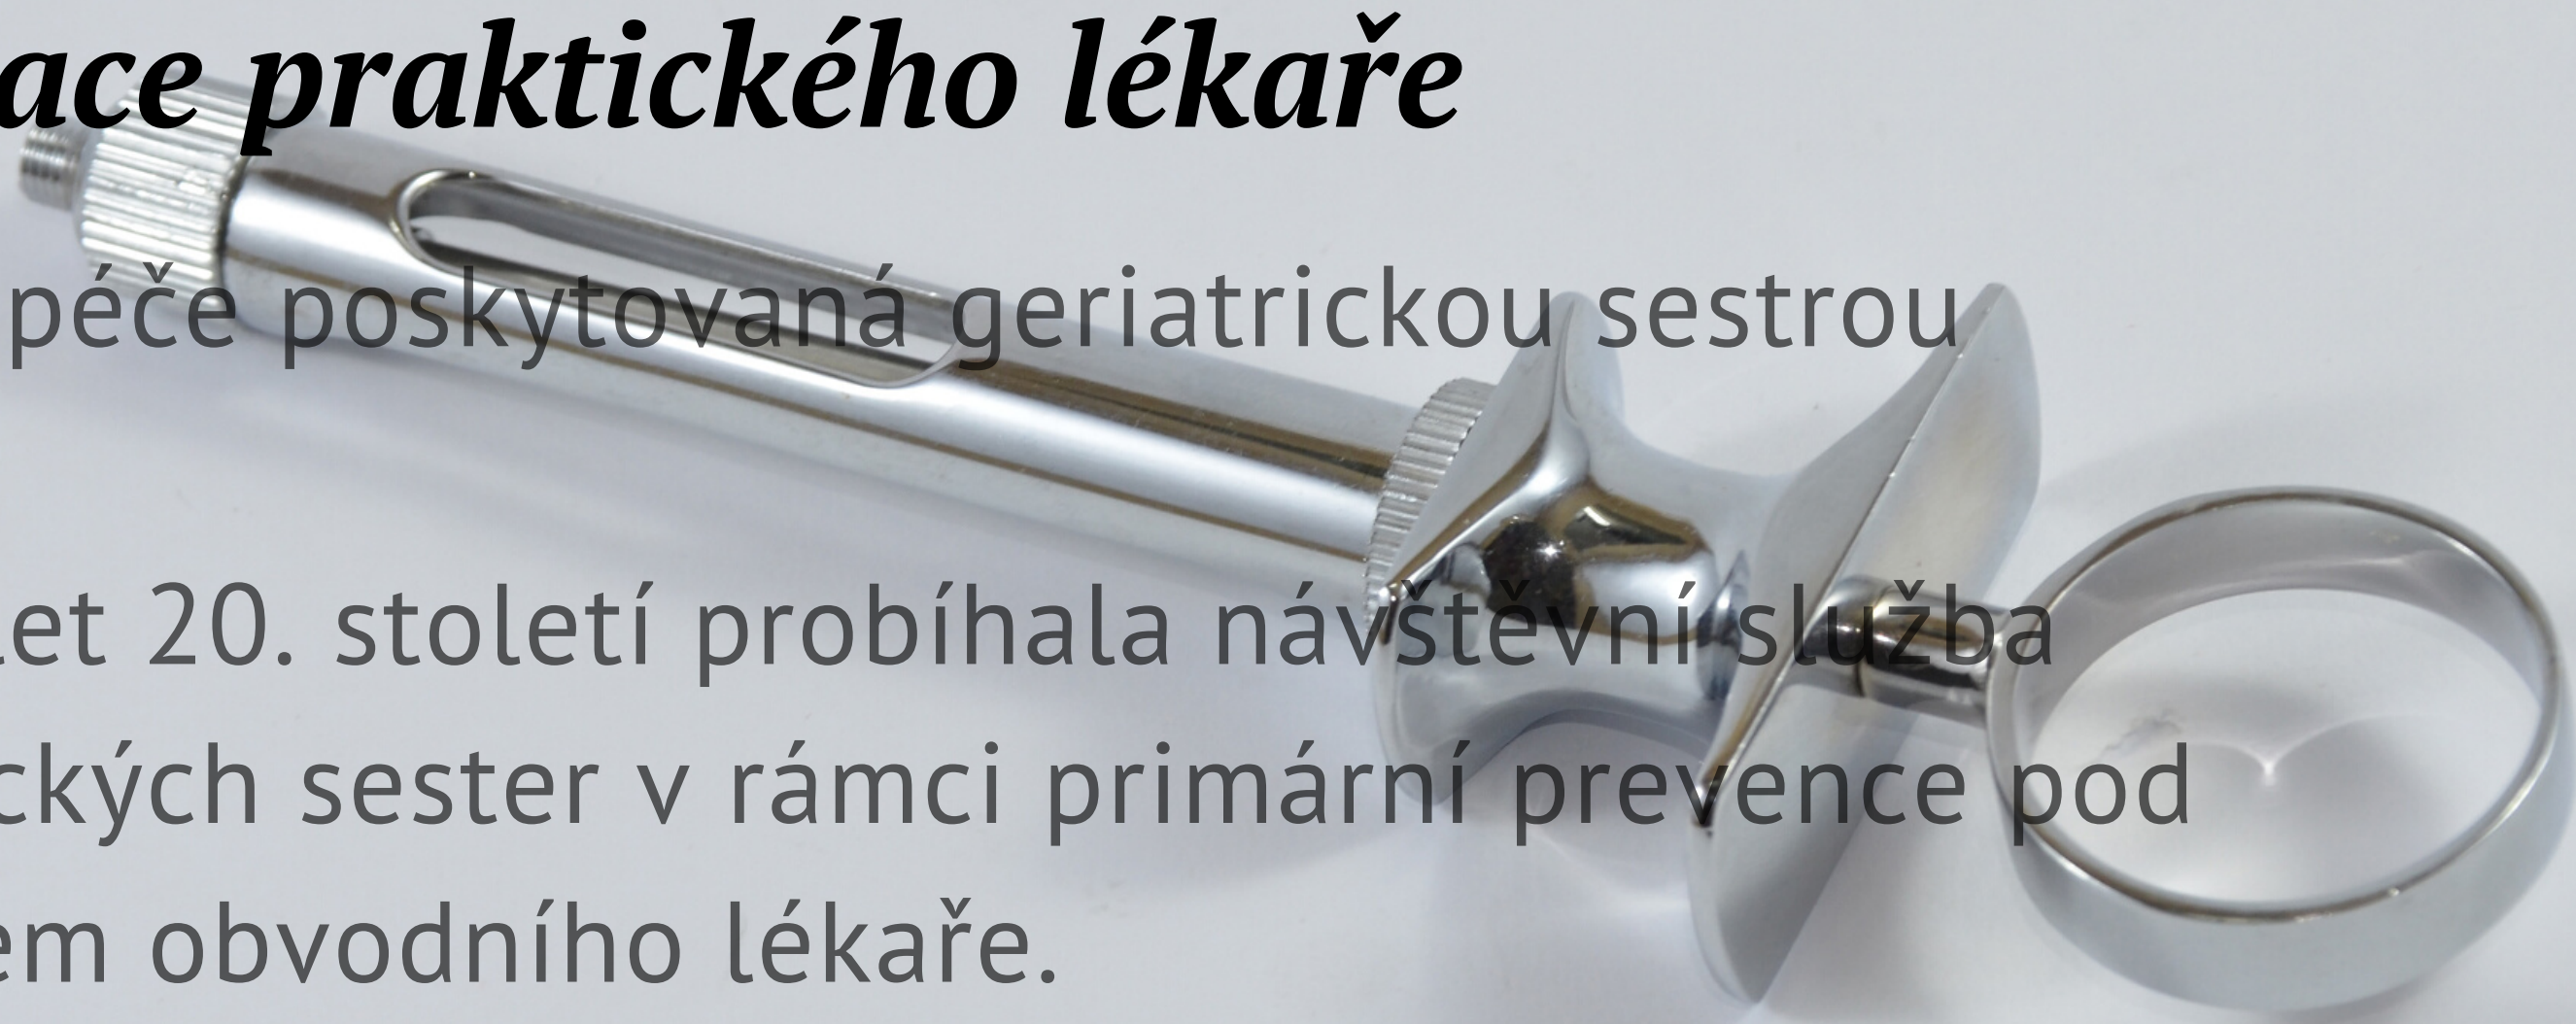 ace praktického lékaře
péče poskytovaná geriatrickou sestrou
let 20. století probíhala návštěvní služba
ckých sester v rámci primární prevence pod
em obvodního lékaře.